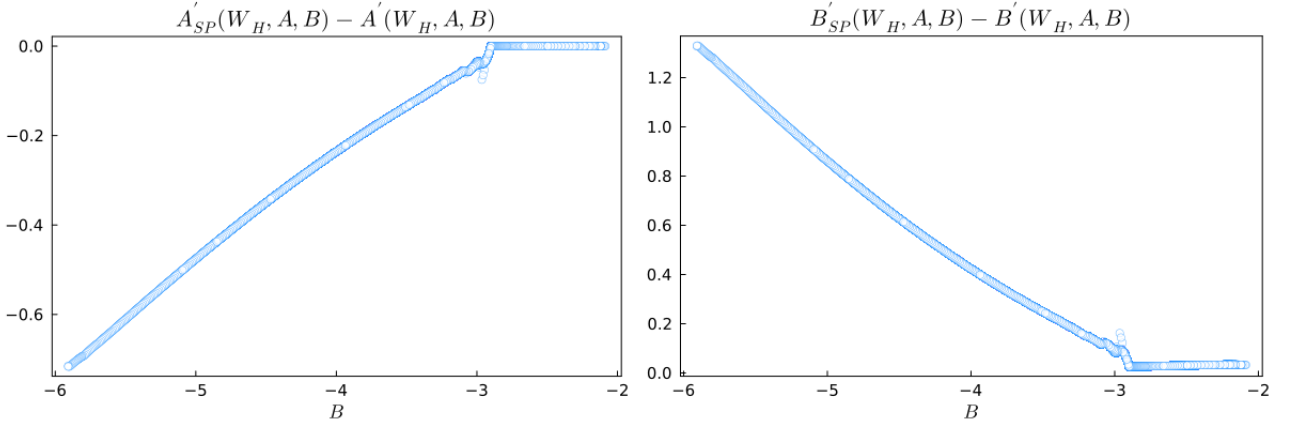 A'_{SP}(W_H, A, B) − A'(W_H, A, B)
0.0
−0.2
−0.4
−0.6
−6 −5 −4 −3 −2
B
B'_{SP}(W_H, A, B) − B'(W_H, A, B)
1.2
1.0
0.8
0.6
0.4
0.2
0.0
−6 −5 −4 −3 −2
B